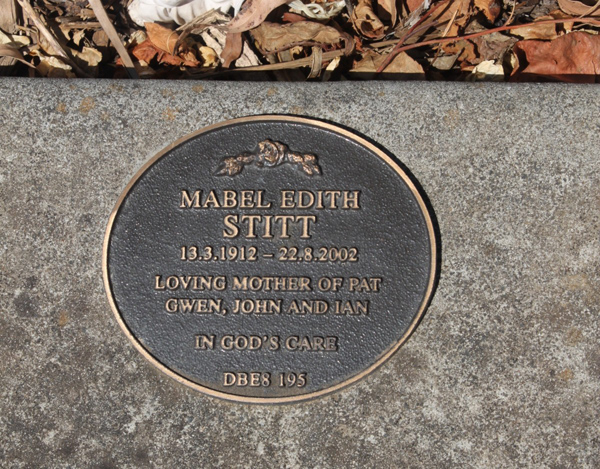 MABEL EDITH
STITT
13.3.1912 – 22.8.2002
LOVING MOTHER OF PAT
GWEN, JOHN AND IAN
IN GOD'S CARE
DBE8 195